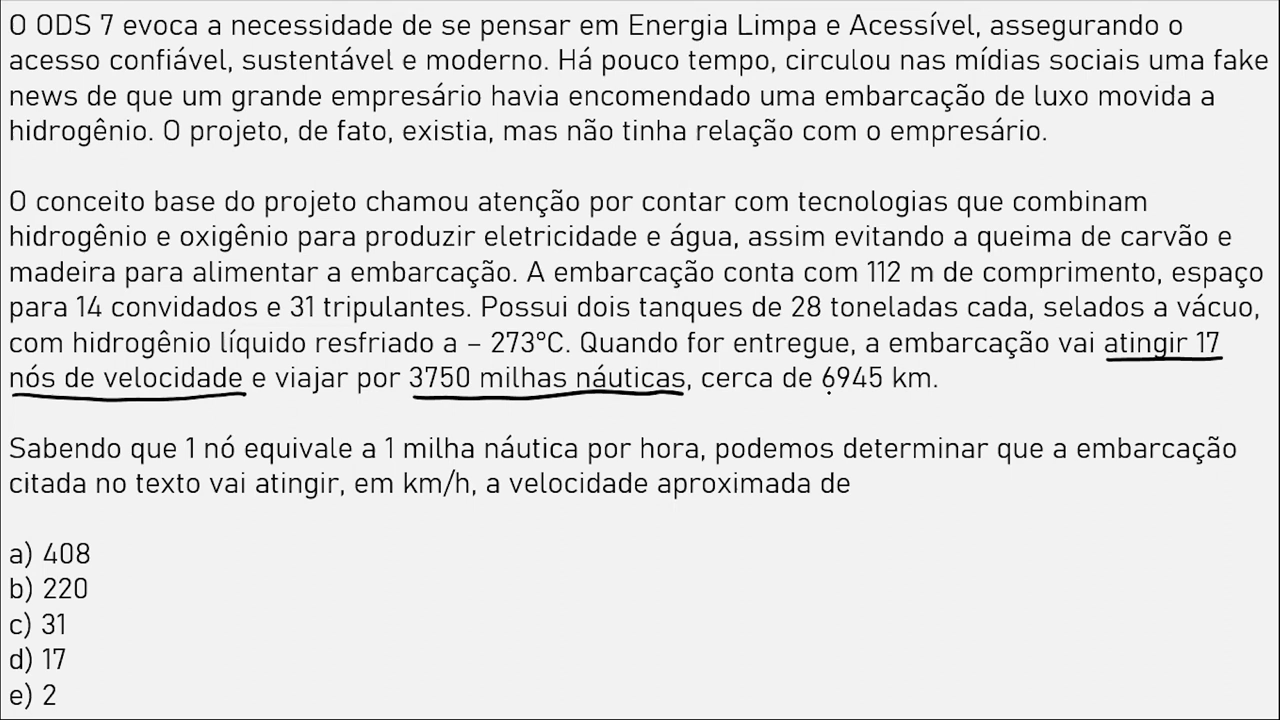 O ODS 7 evoca a necessidade de se pensar em Energia Limpa e Acessível, assegurando o
acesso confiável, sustentável e moderno. Há pouco tempo, circulou nas mídias sociais uma fake
news de que um grande empresário havia encomendado uma embarcação de luxo movida a
hidrogênio. O projeto, de fato, existia, mas não tinha relação com o empresário.
O conceito base do projeto chamou atenção por contar com tecnologias que combinam
hidrogênio e oxigênio para produzir eletricidade e água, assim evitando a queima de carvão e
madeira para alimentar a embarcação. A embarcação conta com 112 m de comprimento, espaço
para 14 convidados e 31 tripulantes. Possui dois tanques de 28 toneladas cada, selados a vácuo,
com hidrogênio líquido resfriado a – 273°C. Quando for entregue, a embarcação vai atingir 17
nós de velocidade e viajar por 3750 milhas náuticas, cerca de 6945 km.
Sabendo que 1 nó equivale a 1 milha náutica por hora, podemos determinar que a embarcação
citada no texto vai atingir, em km/h, a velocidade aproximada de
a) 408
b) 220
c) 31
d) 17
e) 2